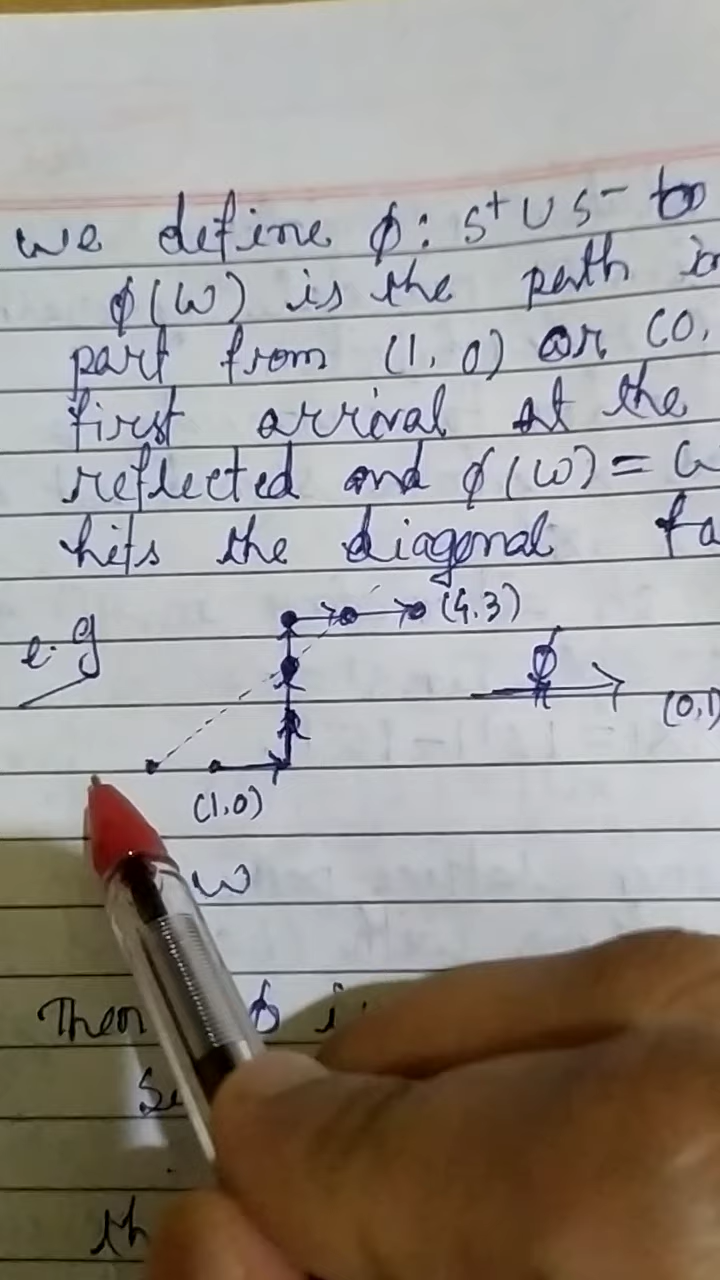 we define ϕ: S⁺ ∪ S⁻ to
ϕ(W) is the path in
part from (1, 0) or (0,
first arrival at the
reflected and ϕ(W) =
hits the diagonal
e.g (4,3)
ϕ
(0,1
(1,0)
W
Then ϕ